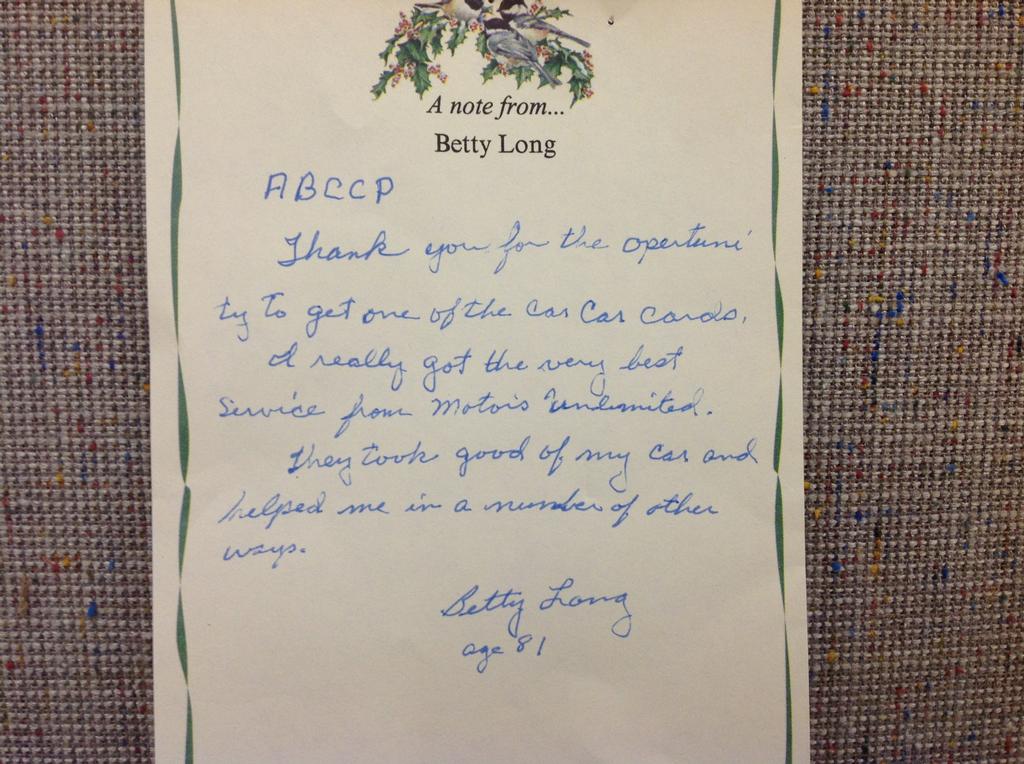 A note from...
Betty Long
ABCCP
Thank you for the opertuni
ty to get one of the Car Car cards.
I really got the very best
Service from Motors Unlimited.
They took good of my car and
helped me in a number of other
ways.
Betty Long
age 81